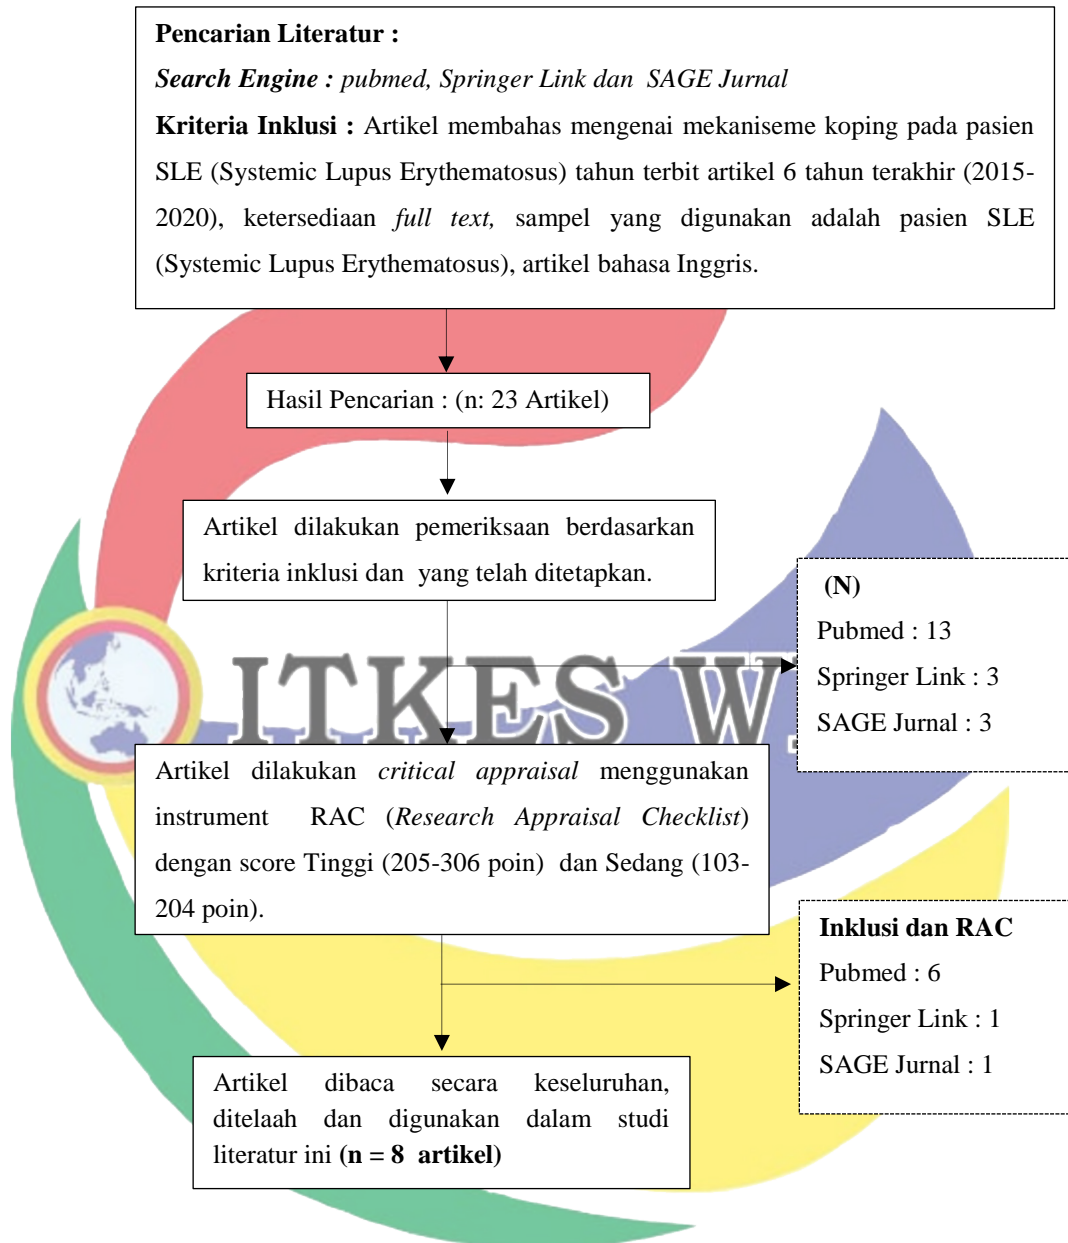 Pencarian Literatur :
Search Engine : pubmed, Springer Link dan SAGE Jurnal
Kriteria Inklusi : Artikel membahas mengenai mekaniseme koping pada pasien
SLE (Systemic Lupus Erythematosus) tahun terbit artikel 6 tahun terakhir (2015-
2020), ketersediaan full text, sampel yang digunakan adalah pasien SLE
(Systemic Lupus Erythematosus), artikel bahasa Inggris.
Hasil Pencarian : (n: 23 Artikel)
Artikel dilakukan pemeriksaan berdasarkan
kriteria inklusi dan yang telah ditetapkan.
(N)
Pubmed : 13
Springer Link : 3
SAGE Jurnal : 3
ITKES W
Artikel dilakukan critical appraisal menggunakan
instrument RAC (Research Appraisal Checklist)
dengan score Tinggi (205-306 poin) dan Sedang (103-
204 poin).
Inklusi dan RAC
Pubmed : 6
Springer Link : 1
SAGE Jurnal : 1
Artikel dibaca secara keseluruhan,
ditelaah dan digunakan dalam studi
literatur ini (n = 8 artikel)